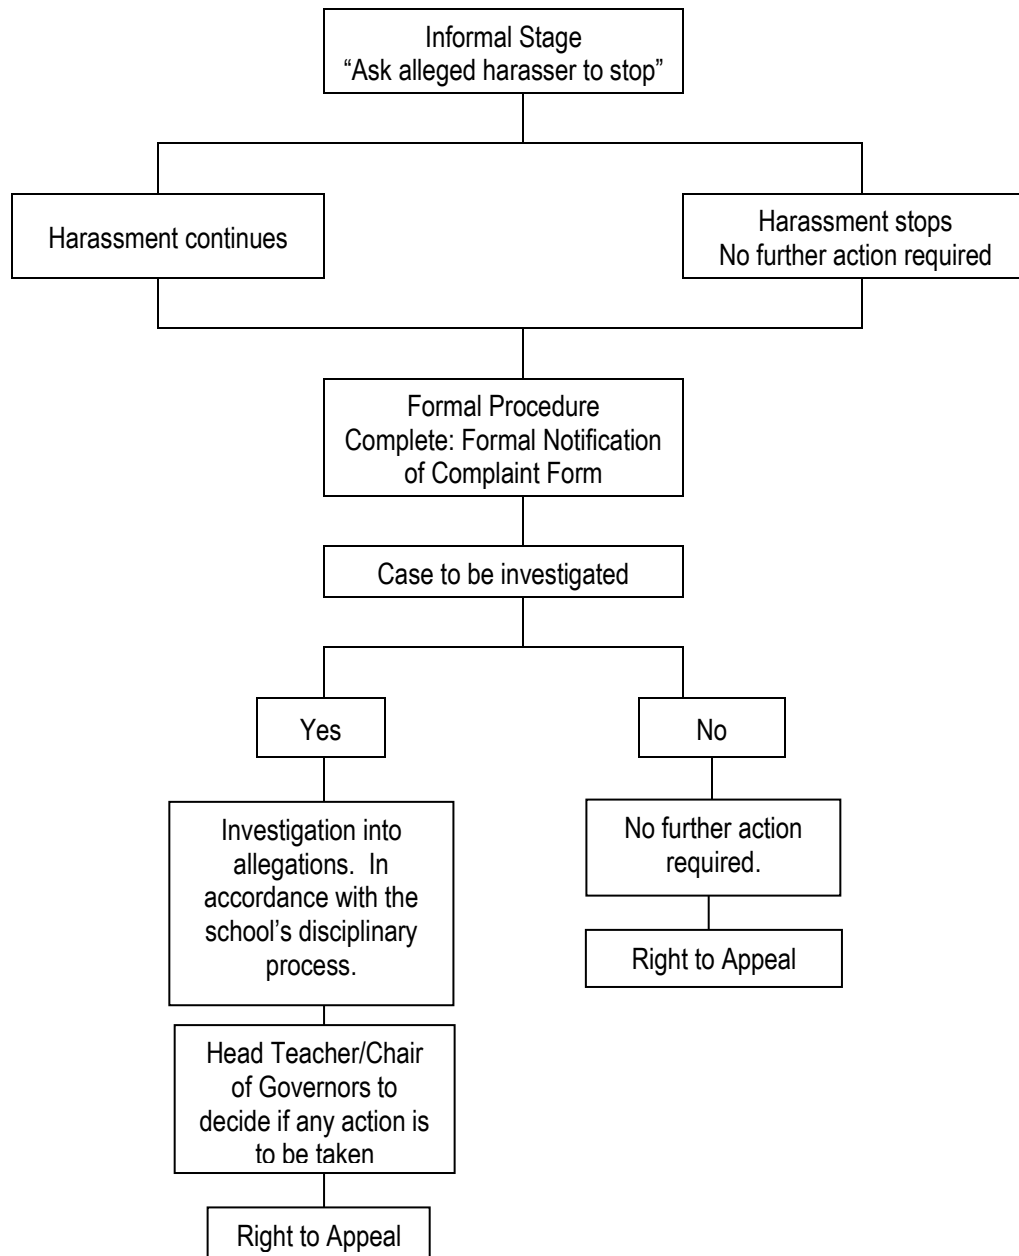 Informal Stage
“Ask alleged harasser to stop”
Harassment continues
Harassment stops
No further action required
Formal Procedure
Complete: Formal Notification
of Complaint Form
Case to be investigated
Yes
No
Investigation into
allegations.  In
accordance with the
school’s disciplinary
process.
No further action
required.
Right to Appeal
Head Teacher/Chair
of Governors to
decide if any action is
to be taken
Right to Appeal